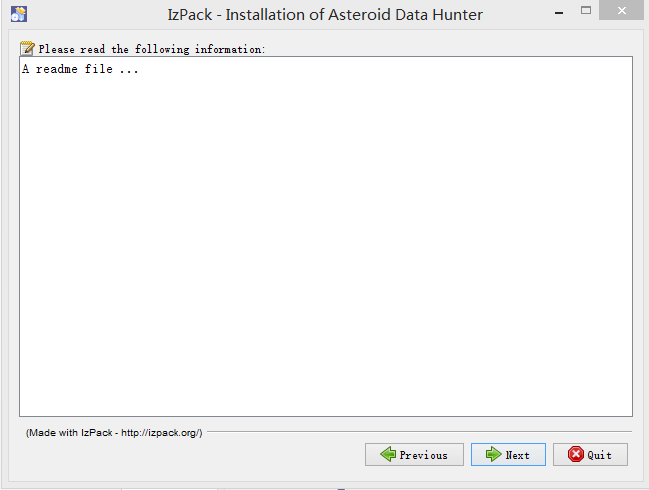 IzPack - Installation of Asteroid Data Hunter
Please read the following information:
A readme file ...
(Made with IzPack - http://izpack.org/)
Previous
Next
Quit